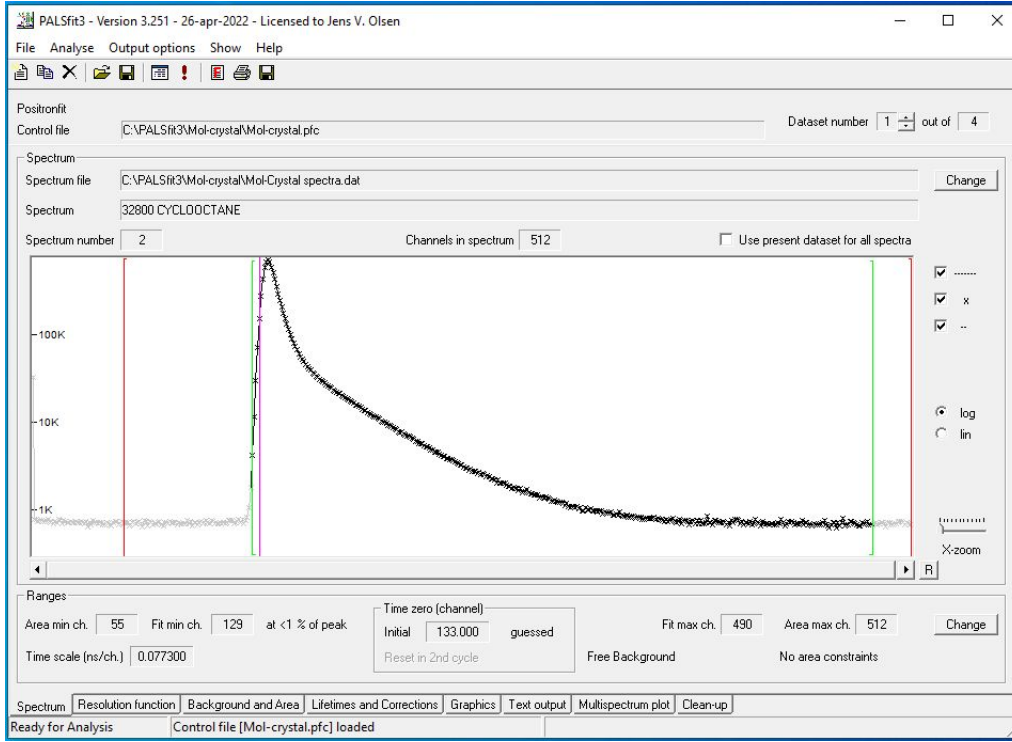 PALSfit3 - Version 3.251 - 26-apr-2022 - Licensed to Jens V. Olsen
File Analyse Output options Show Help
Positronfit
Control file C:\PALSfit3\Mol-crystal\Mol-crystal.pfc Dataset number 1 out of 4
Spectrum
Spectrum file C:\PALSfit3\Mol-crystal\Mol-Crystal spectra.dat Change
Spectrum 32800 CYCLOOCTANE
Spectrum number 2 Channels in spectrum 512 Use present dataset for all spectra
-------
x
--
100K
log
10K
lin
1K
X-zoom
R
Ranges
Time zero (channel)
Area min ch. 55 Fit min ch. 129 at <1 % of peak Initial 133.000 guessed Fit max ch. 490 Area max ch. 512 Change
Time scale (ns/ch.) 0.077300 Reset in 2nd cycle Free Background No area constraints
Spectrum Resolution function Background and Area Lifetimes and Corrections Graphics Text output Multispectrum plot Clean-up
Ready for Analysis Control file [Mol-crystal.pfc] loaded